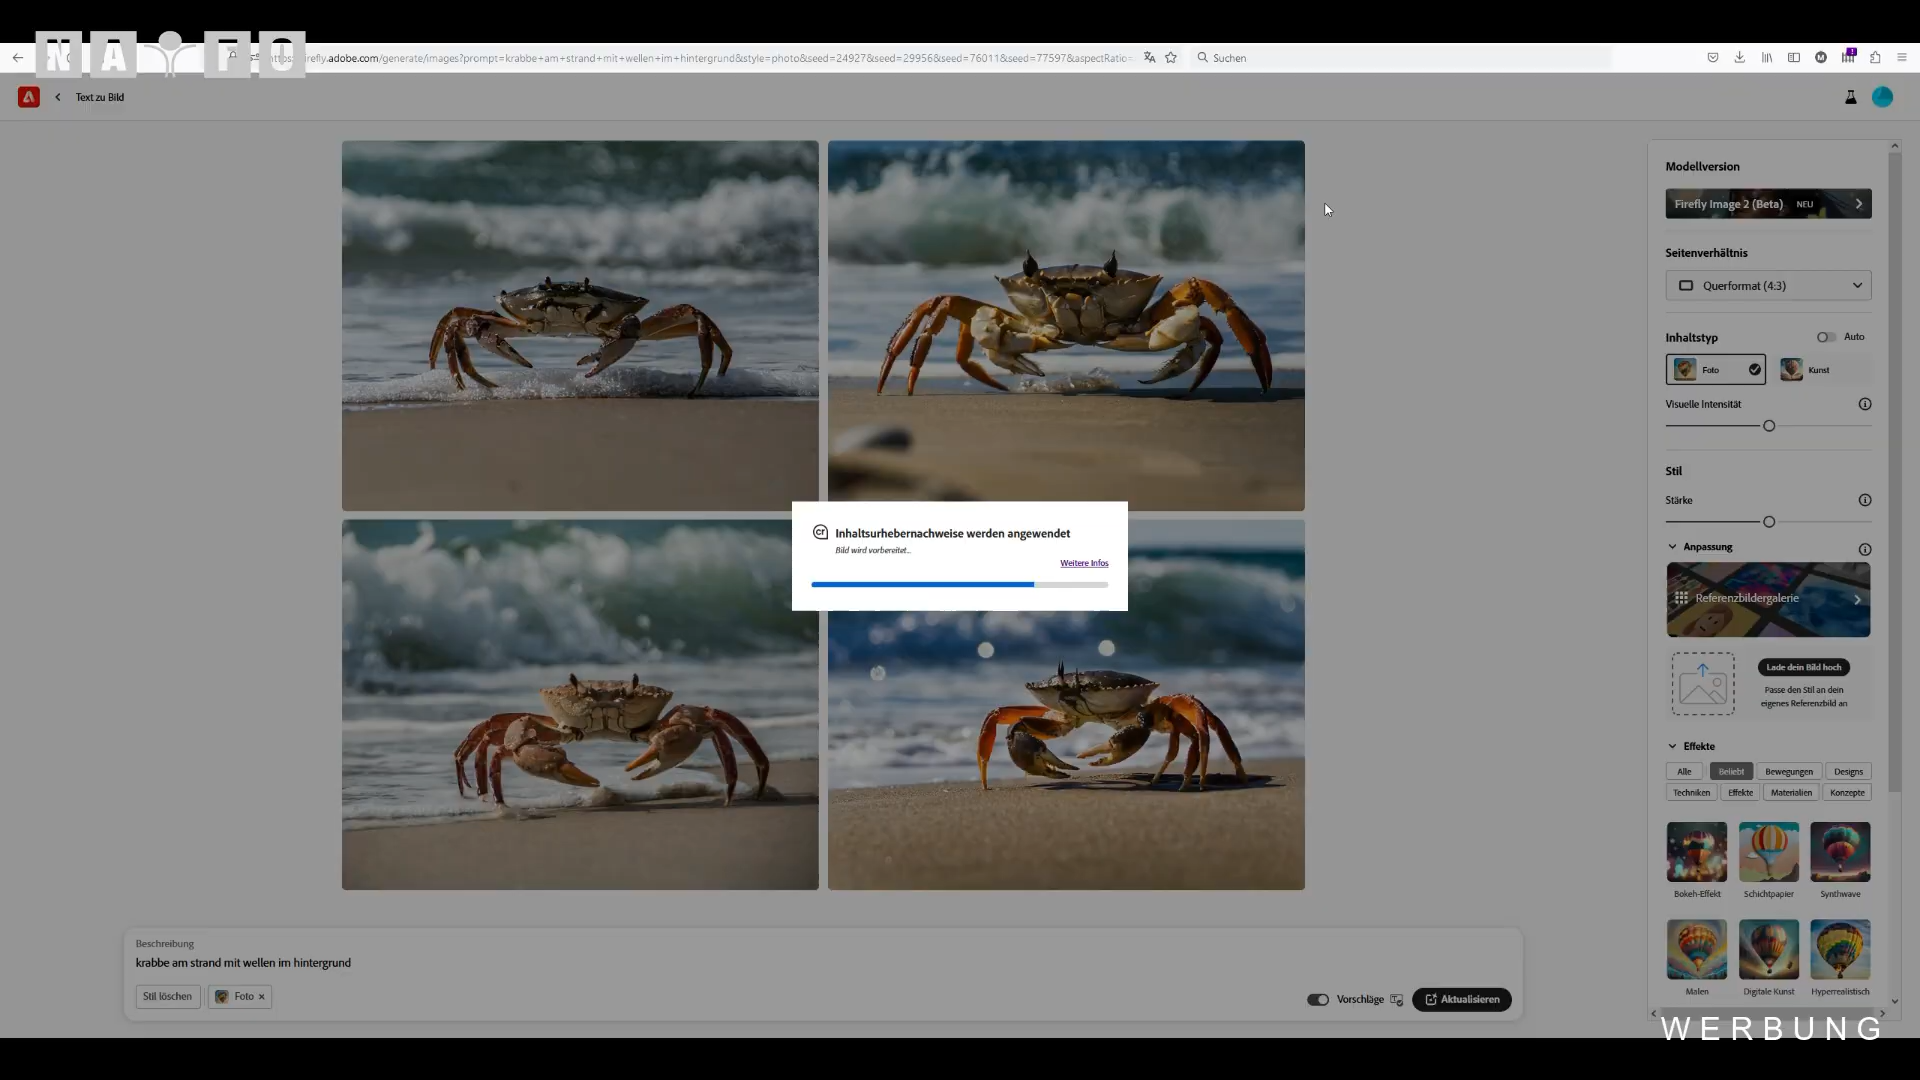 NAYFO
firefly.adobe.com/generate/images?prompt=krabbe+am+strand+mit+wellen+im+hintergrund&style=photo&seed=24927&seed=29956&seed=76011&seed=77597&aspectRatio=
Suchen
Text zu Bild
Modellversion
Firefly Image 2 (Beta) NEU
Seitenverhältnis
Querformat (4:3)
Inhaltstyp
Auto
Foto
Kunst
Visuelle Intensität
Stil
Stärke
Anpassung
Referenzbildergalerie
Lade dein Bild hoch
Passe den Stil an dein
eigenes Referenzbild an
Effekte
Alle Beliebt Bewegungen Designs
Techniken Effekte Materialien Konzepte
Bokeh-Effekt Schichtpapier Synthwave
Malen Digitale Kunst Hyperrealistisch
cr Inhaltsurhebernachweise werden angewendet
Bild wird vorbereitet...
Weitere Infos
Beschreibung
krabbe am strand mit wellen im hintergrund
Stil löschen
Foto ×
Vorschläge
Aktualisieren
WERBUNG